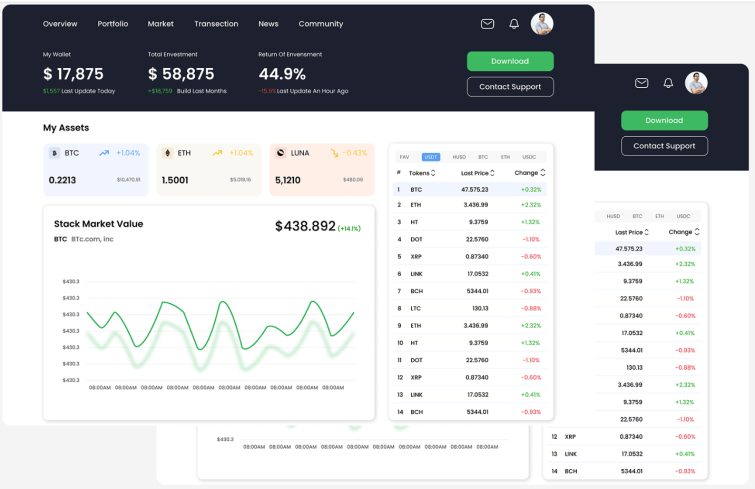 Overview Portfolio Market Transection News Community
My Wallet Total Envestment Return Of Envensment
$ 17,875 $ 58,875 44.9%
Download
$1,557 Last Update Today +$16,758 Build Last Months -15.9% Last Update An Hour Ago
Contact Support
My Assets
BTC +1.04% ETH +1.04% LUNA -0.43%
0.2213 $10,470.81 1.5001 $5,019.16 5,1210 $480.09
Stack Market Value $438.892 (+14.1%)
BTC BTc.com, inc
$430.3
$430.3
$430.3
$430.3
$430.3
$430.3
$430.3
08:00AM 08:00AM 08:00AM 08:00AM 08:00AM 08:00AM 08:00AM 08:00AM 08:00AM 08:00AM
FAV USDT HUSD BTC ETH USDC
# Tokens Last Price Change
1 BTC 47.575.23 +0.32%
2 ETH 3.436.99 +2.32%
3 HT 9.3759 +1.32%
4 DOT 22.5760 -1.10%
5 XRP 0.87340 -0.60%
6 LINK 17.0532 +0.41%
7 BCH 5344.01 -0.93%
8 LTC 130.13 -0.88%
9 ETH 3.436.99 +2.32%
10 HT 9.3759 +1.32%
11 DOT 22.5760 -1.10%
12 XRP 0.87340 -0.60%
13 LINK 17.0532 +0.41%
14 BCH 5344.01 -0.93%
Download
Contact Support
HUSD BTC ETH USDC
Last Price Change
47.575.23 +0.32%
3.436.99 +2.32%
9.3759 +1.32%
22.5760 -1.10%
0.87340 -0.60%
17.0532 +0.41%
5344.01 -0.93%
130.13 -0.88%
3.436.99 +2.32%
9.3759 +1.32%
22.5760 -1.10%
12 XRP 0.87340 -0.60%
13 LINK 17.0532 +0.41%
14 BCH 5344.01 -0.93%
$430.3
08:00AM 08:00AM 08:00AM 08:00AM 08:00AM 08:00AM 08:00AM 08:00AM 08:00AM 08:00AM